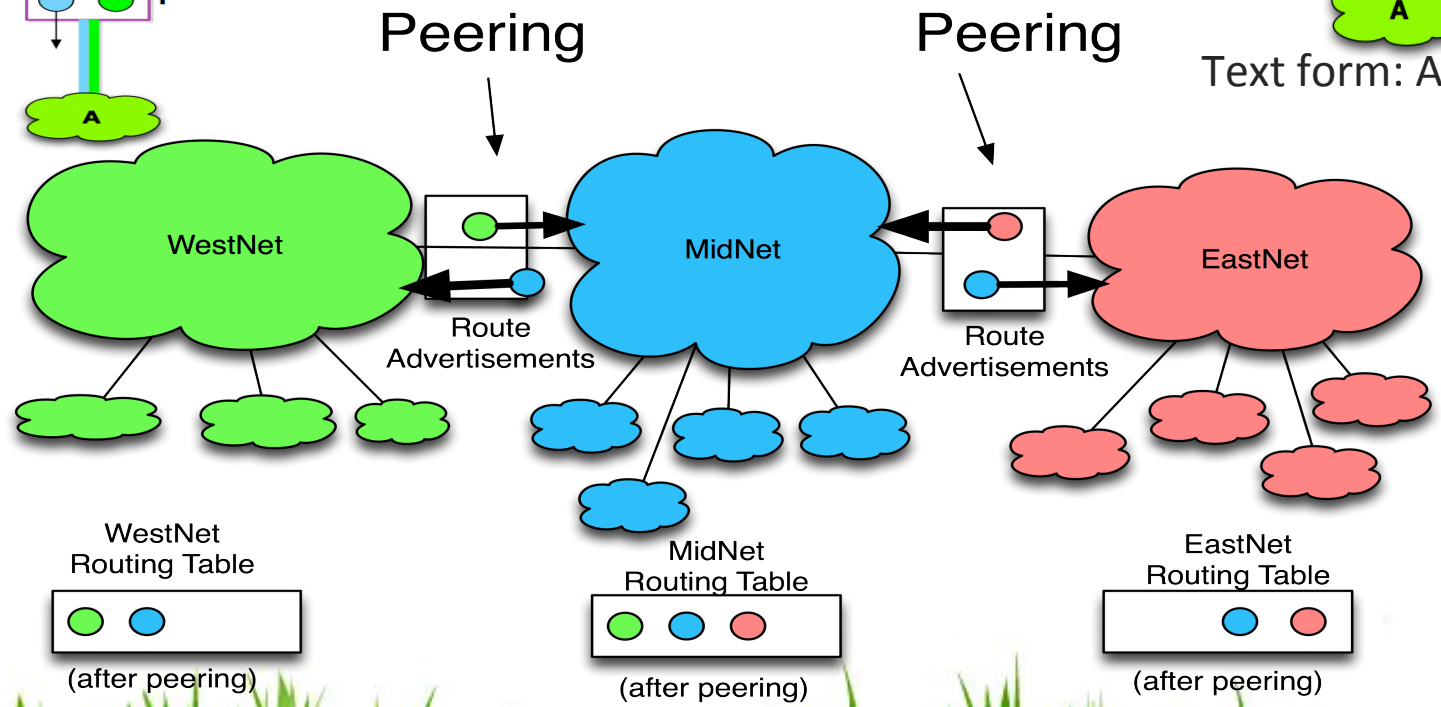 Peering
Peering
A
Text form: A
A
WestNet
MidNet
EastNet
Route
Advertisements
Route
Advertisements
WestNet
Routing Table
(after peering)
MidNet
Routing Table
(after peering)
EastNet
Routing Table
(after peering)